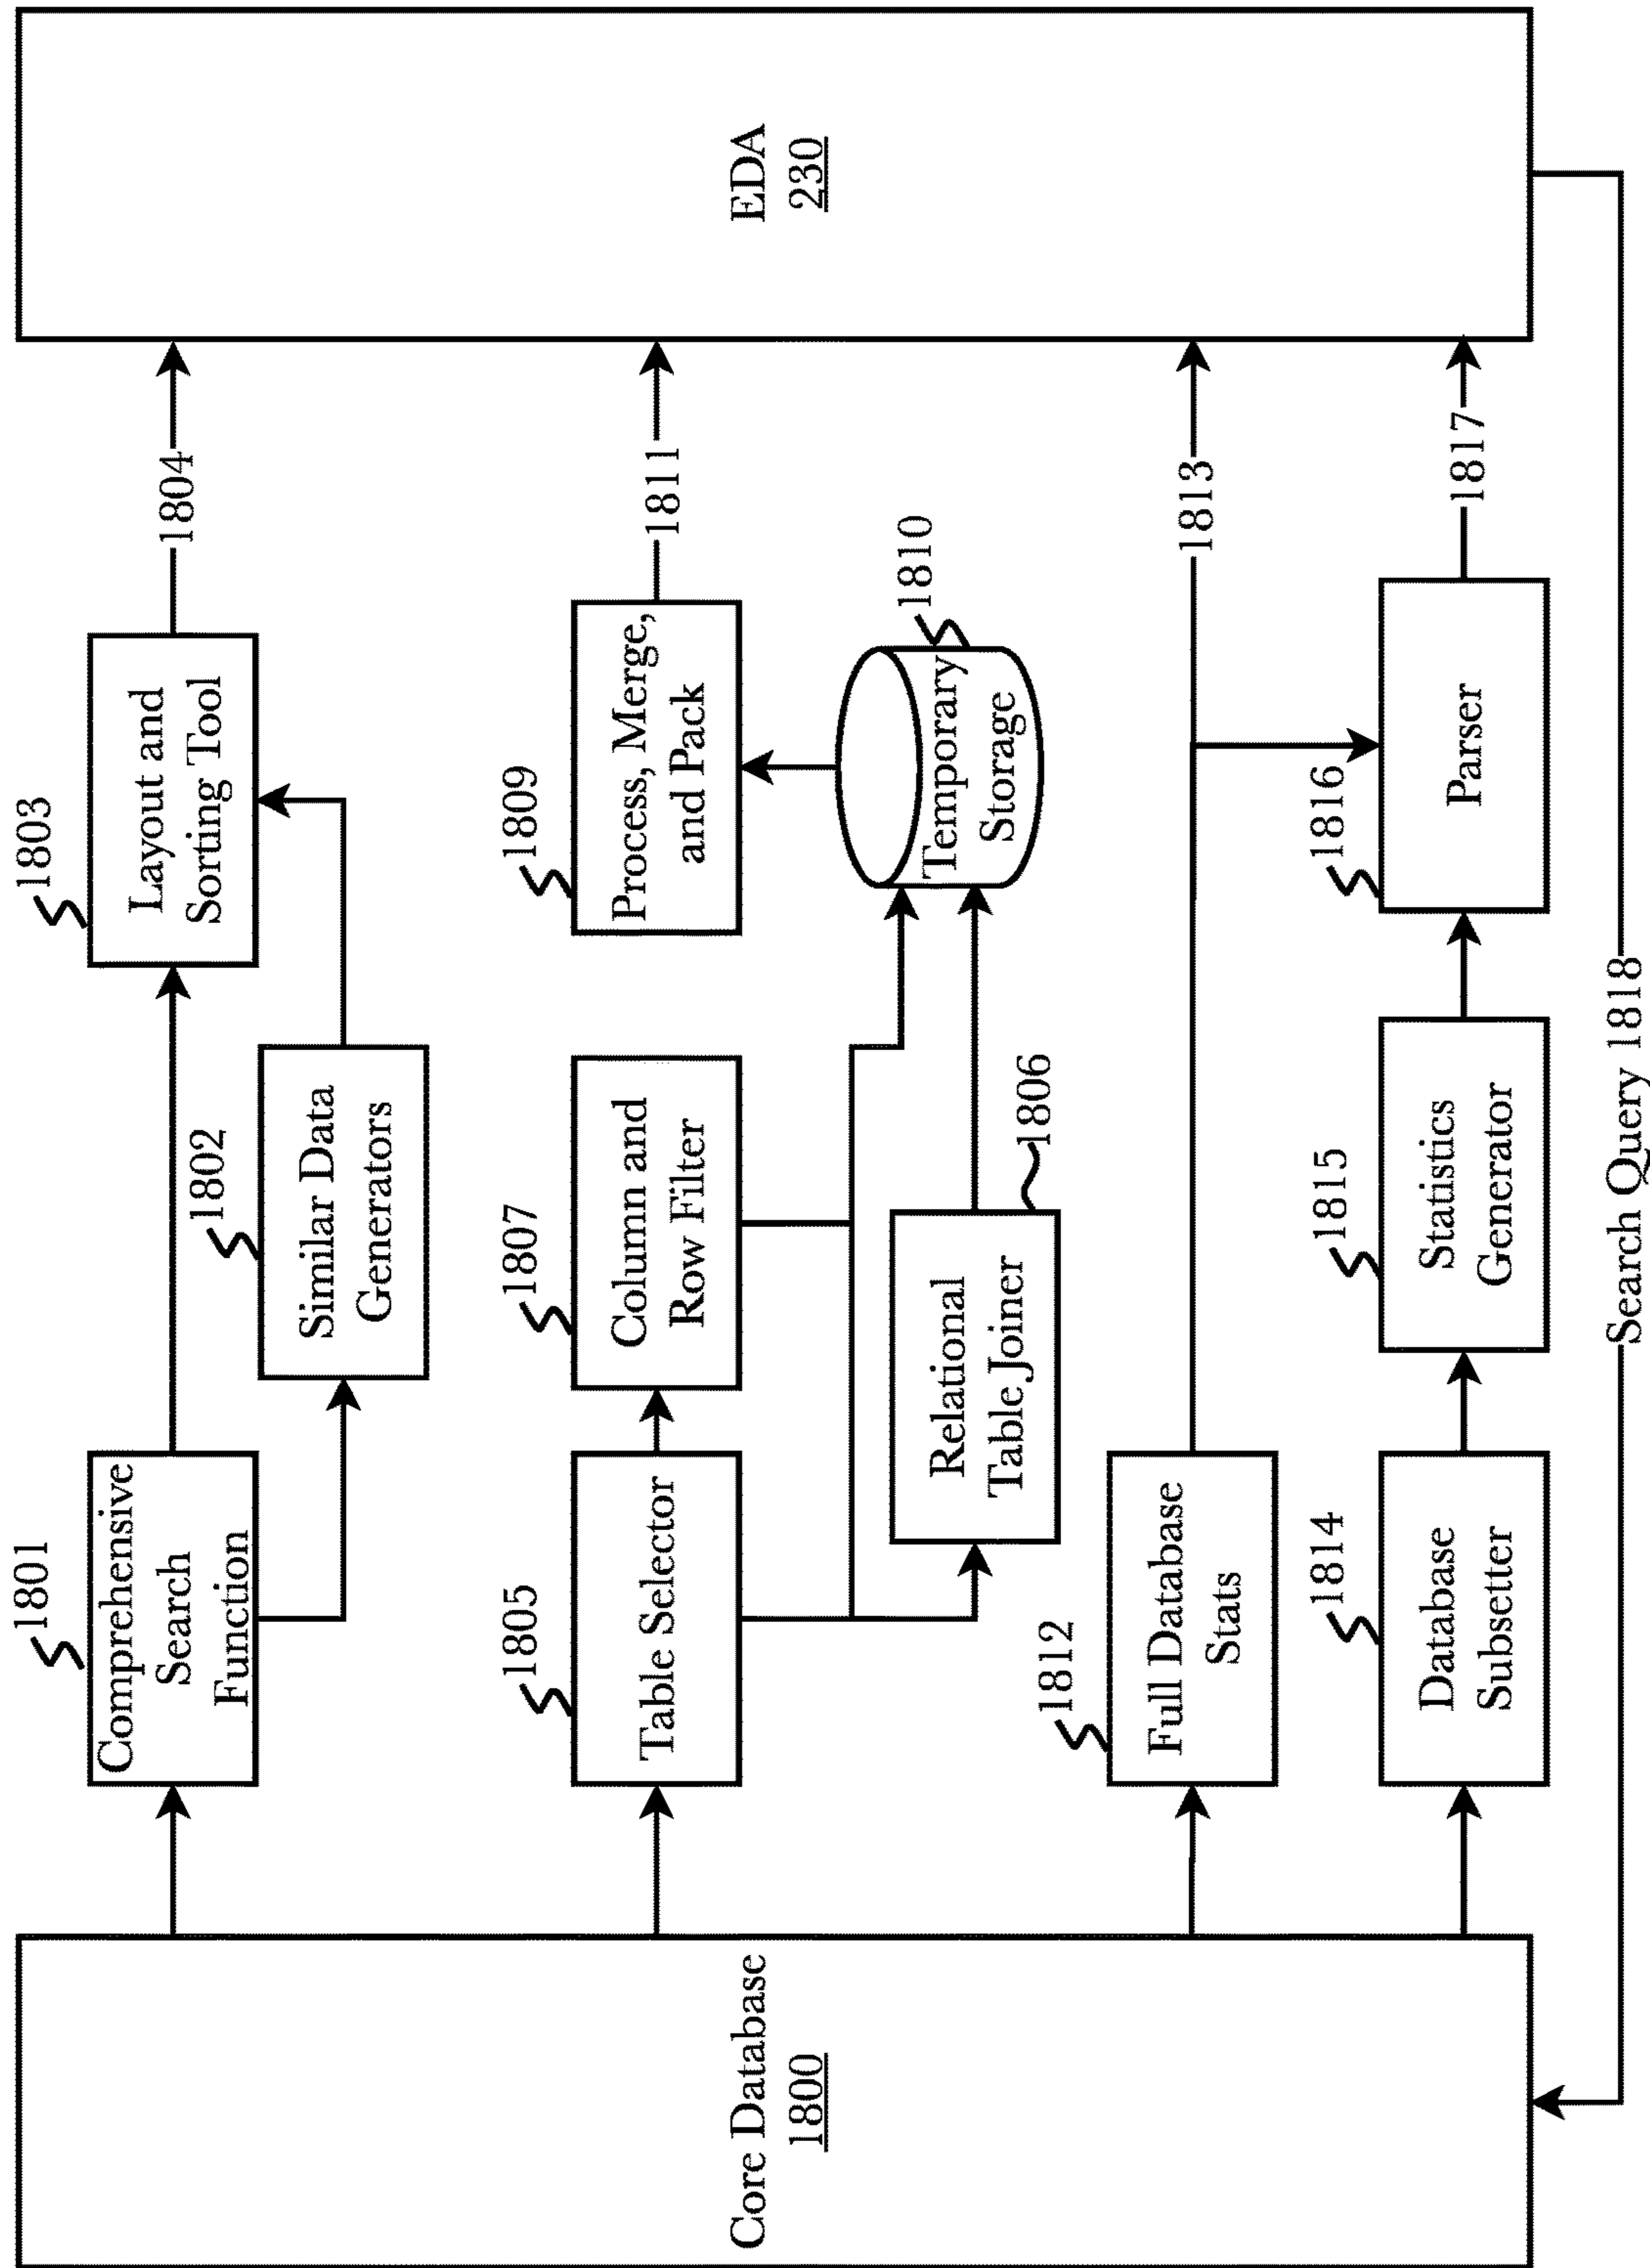 Core Database
1800
1801
Comprehensive
Search
Function
1802
Similar Data
Generators
1803
Layout and
Sorting Tool
1804
1805
Table Selector
1807
Column and
Row Filter
1809
Process, Merge,
and Pack
1811
Relational
Table Joiner
1806
Temporary
Storage
1810
1812
Full Database
Stats
1813
1814
Database
Subsetter
1815
Statistics
Generator
1816
Parser
1817
EDA
230
Search Query 1818